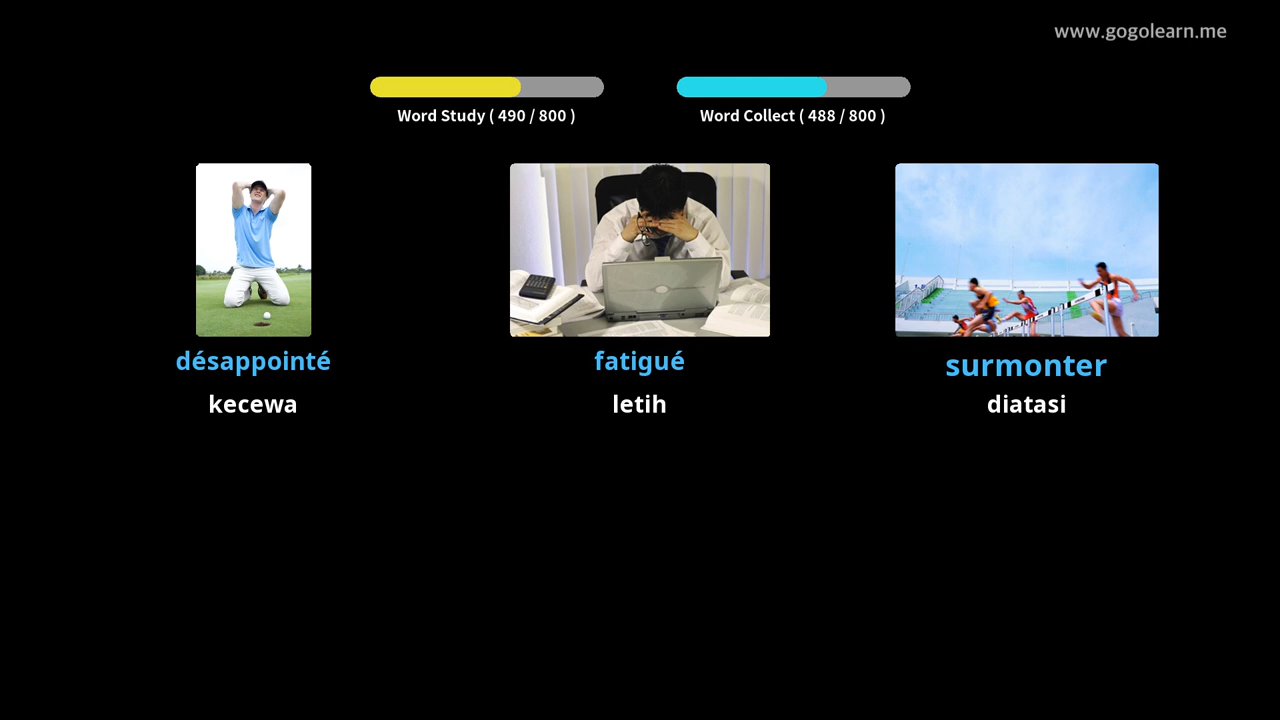 www.gogolearn.me
Word Study ( 490 / 800 )
Word Collect ( 488 / 800 )
désappointé
kecewa
fatigué
letih
surmonter
diatasi